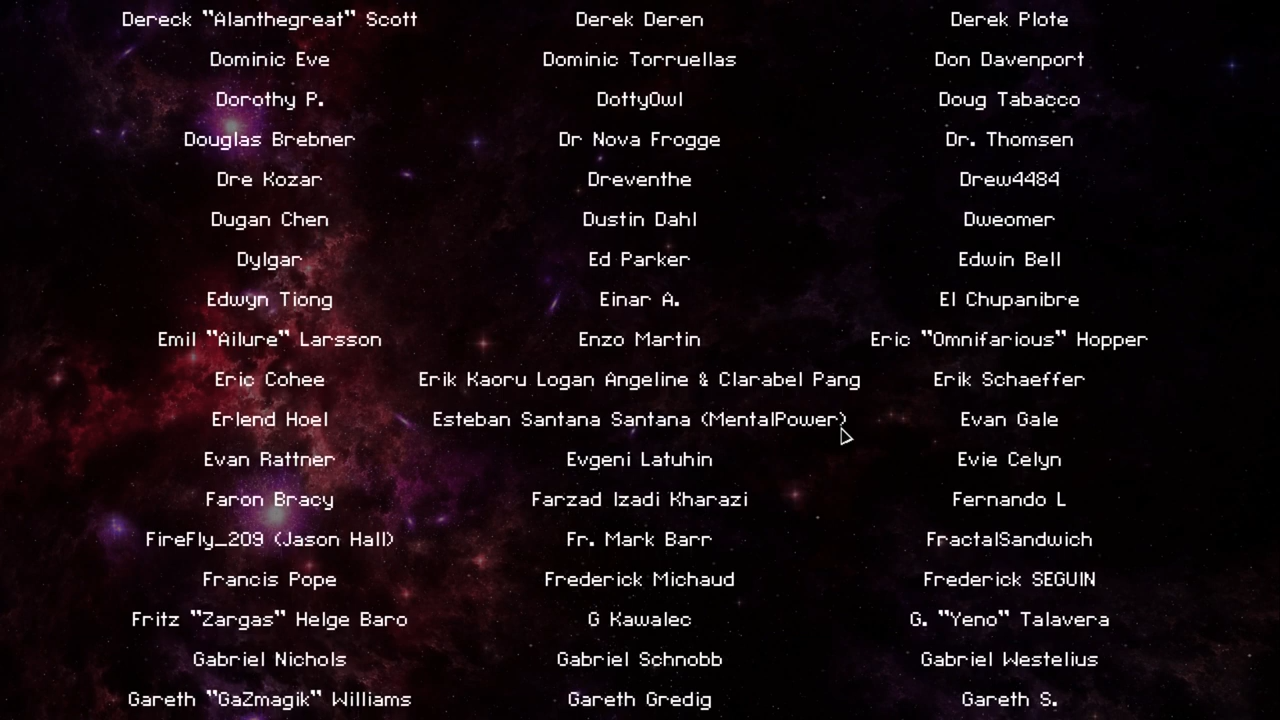 Dereck "Alanthegreat" Scott Derek Deren Derek Plote
Dominic Eve Dominic Torruellas Don Davenport
Dorothy P. DottyOwl Doug Tabacco
Douglas Brebner Dr Nova Frogge Dr. Thomsen
Dre Kozar Dreventhe Drew4484
Dugan Chen Dustin Dahl Dweomer
Dylgar Ed Parker Edwin Bell
Edwyn Tiong Einar A. El Chupanibre
Emil "Ailure" Larsson Enzo Martin Eric "Omnifarious" Hopper
Eric Cohee Erik Kaoru Logan Angeline & Clarabel Pang Erik Schaeffer
Erlend Hoel Esteban Santana Santana (MentalPower) Evan Gale
Evan Rattner Evgeni Latuhin Evie Celyn
Faron Bracy Farzad Izadi Kharazi Fernando L
FireFly_209 (Jason Hall) Fr. Mark Barr FractalSandwich
Francis Pope Frederick Michaud Frederick SEGUIN
Fritz "Zargas" Helge Baro G Kawalec G. "Yeno" Talavera
Gabriel Nichols Gabriel Schnobb Gabriel Westelius
Gareth "GaZmagik" Williams Gareth Gredig Gareth S.